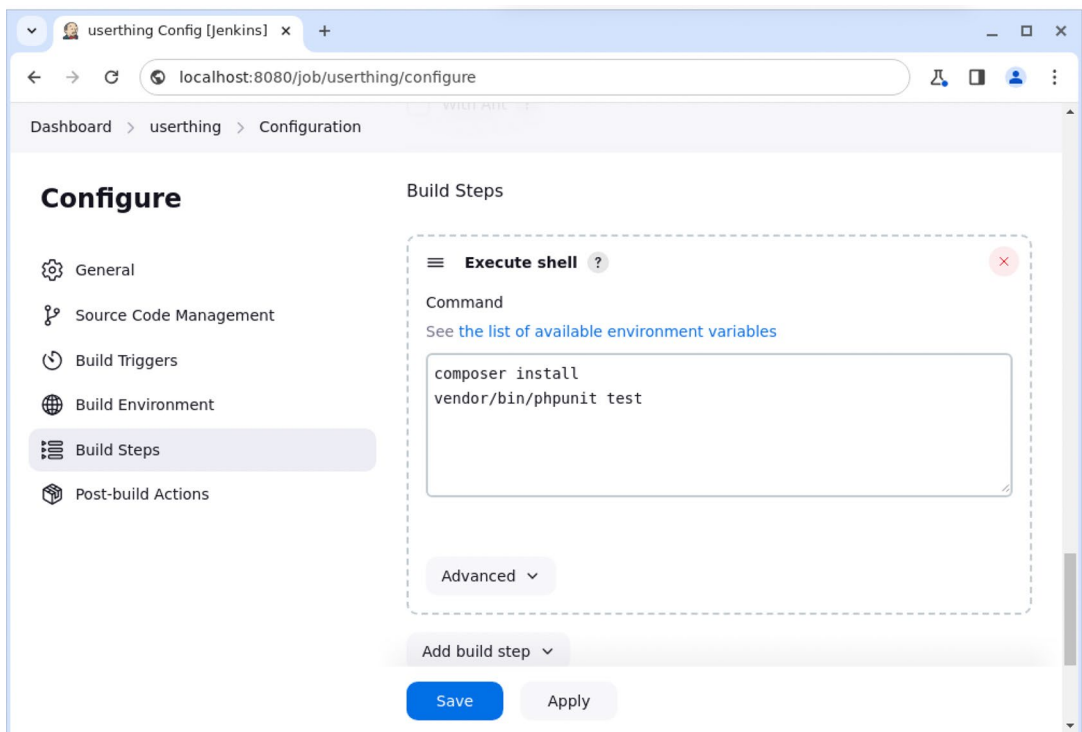 userthing Config [Jenkins]
localhost:8080/job/userthing/configure
With Ant ?
Dashboard > userthing > Configuration
Configure
General
Source Code Management
Build Triggers
Build Environment
Build Steps
Post-build Actions
Build Steps
Execute shell ?
Command
See the list of available environment variables
composer install
vendor/bin/phpunit test
Advanced
Add build step
Save Apply